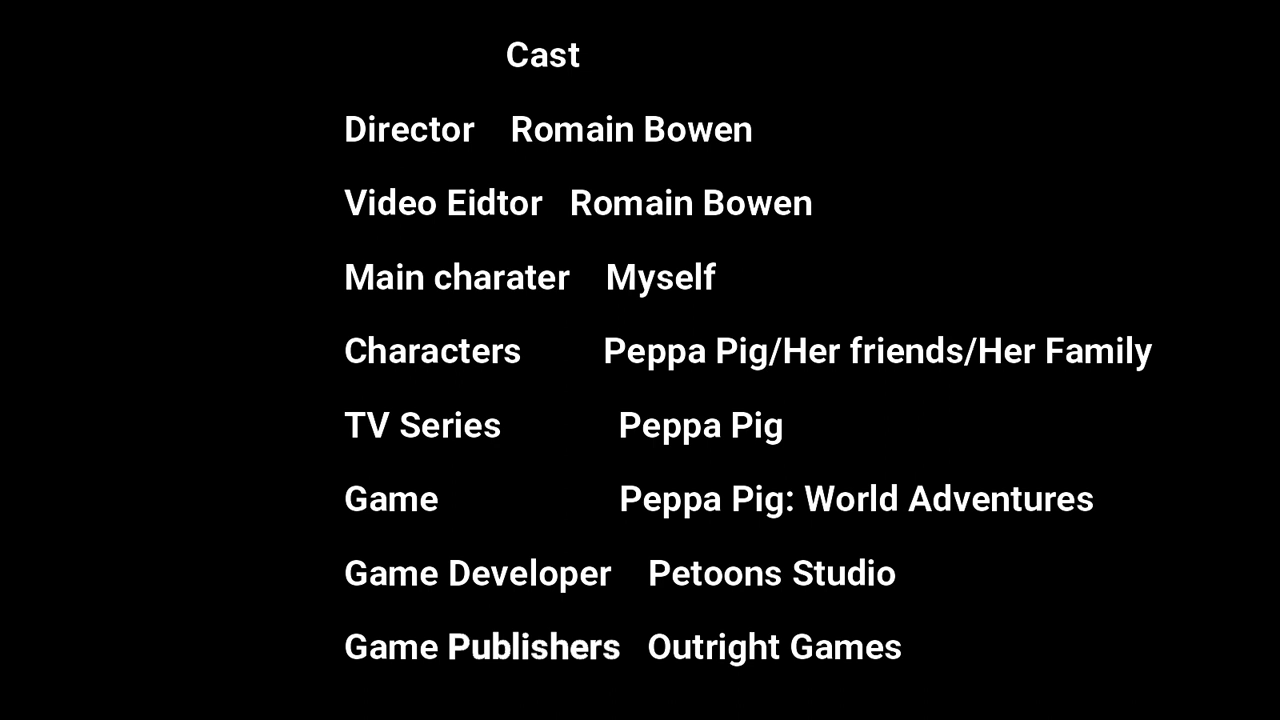 Cast
Director Romain Bowen
Video Eidtor Romain Bowen
Main charater Myself
Characters Peppa Pig/Her friends/Her Family
TV Series Peppa Pig
Game Peppa Pig: World Adventures
Game Developer Petoons Studio
Game Publishers Outright Games